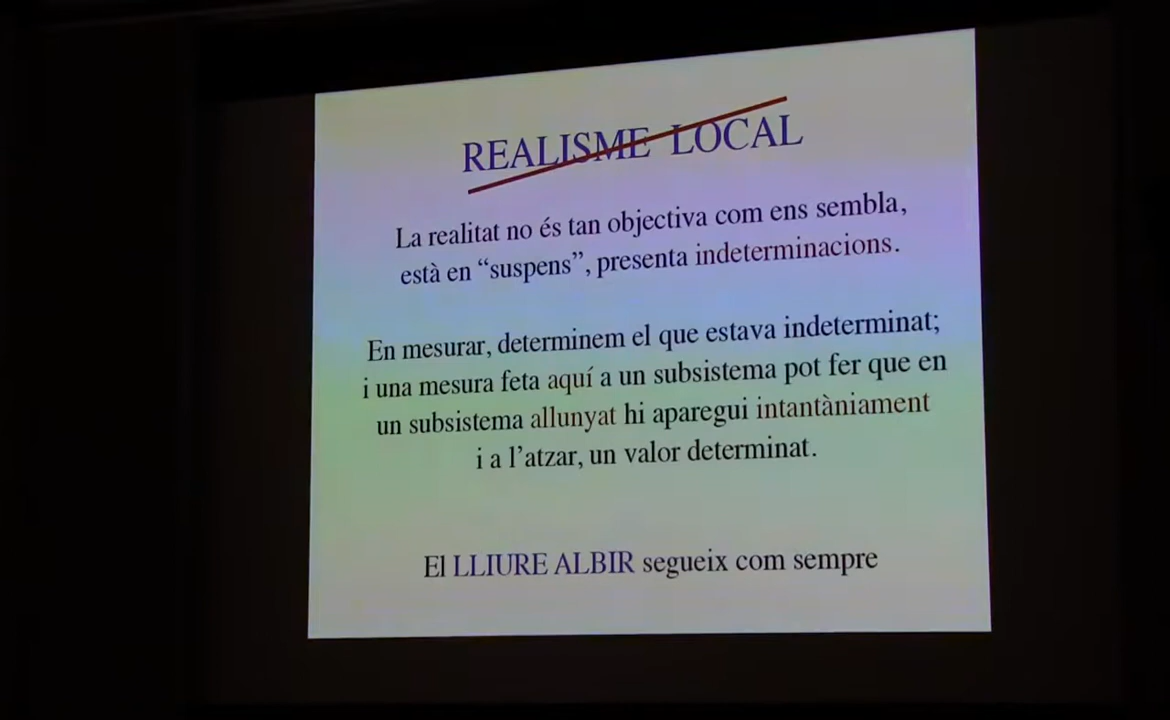 REALISME LOCAL
La realitat no és tan objectiva com ens sembla,
està en “suspens”, presenta indeterminacions.
En mesurar, determinem el que estava indeterminat;
i una mesura feta aquí a un subsistema pot fer que en
un subsistema allunyat hi aparegui intantàniament
i a l’atzar, un valor determinat.
El LLIURE ALBIR segueix com sempre